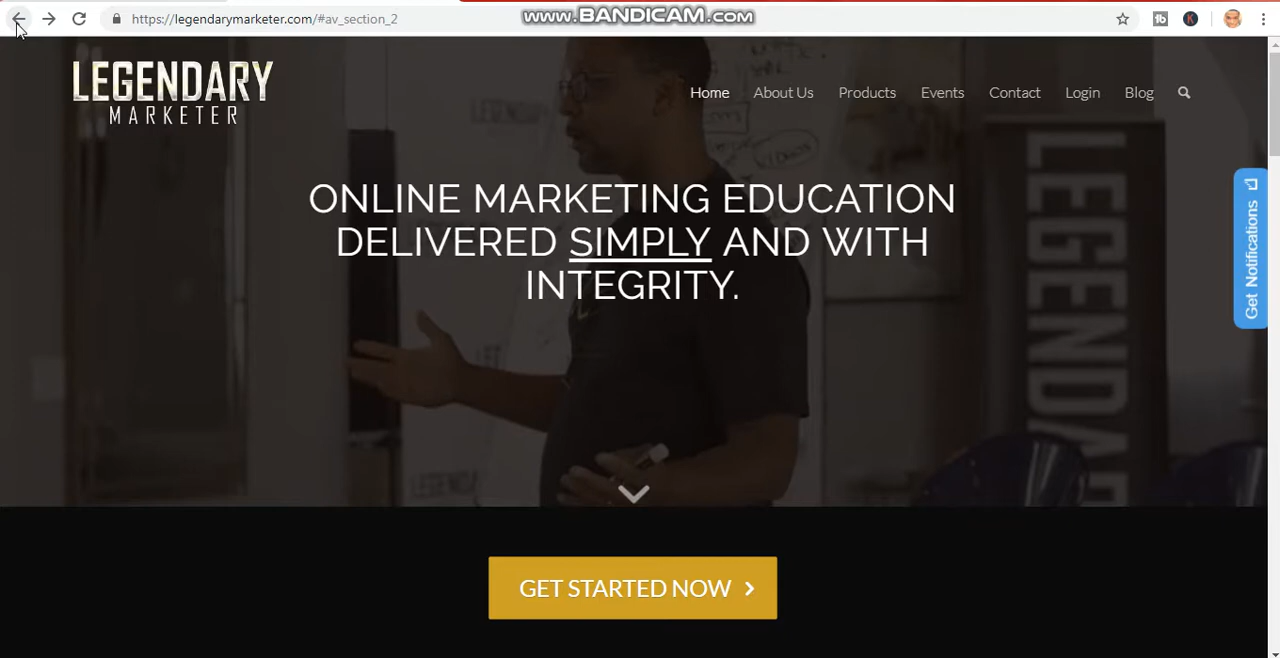 https://legendarymarketer.com/#av_section_2
www.BANDICAM.com
LEGENDARY
MARKETER
Home
About Us
Products
Events
Contact
Login
Blog
ONLINE MARKETING EDUCATION
DELIVERED SIMPLY AND WITH
INTEGRITY.
Get Notifications
LEGENDA
GET STARTED NOW